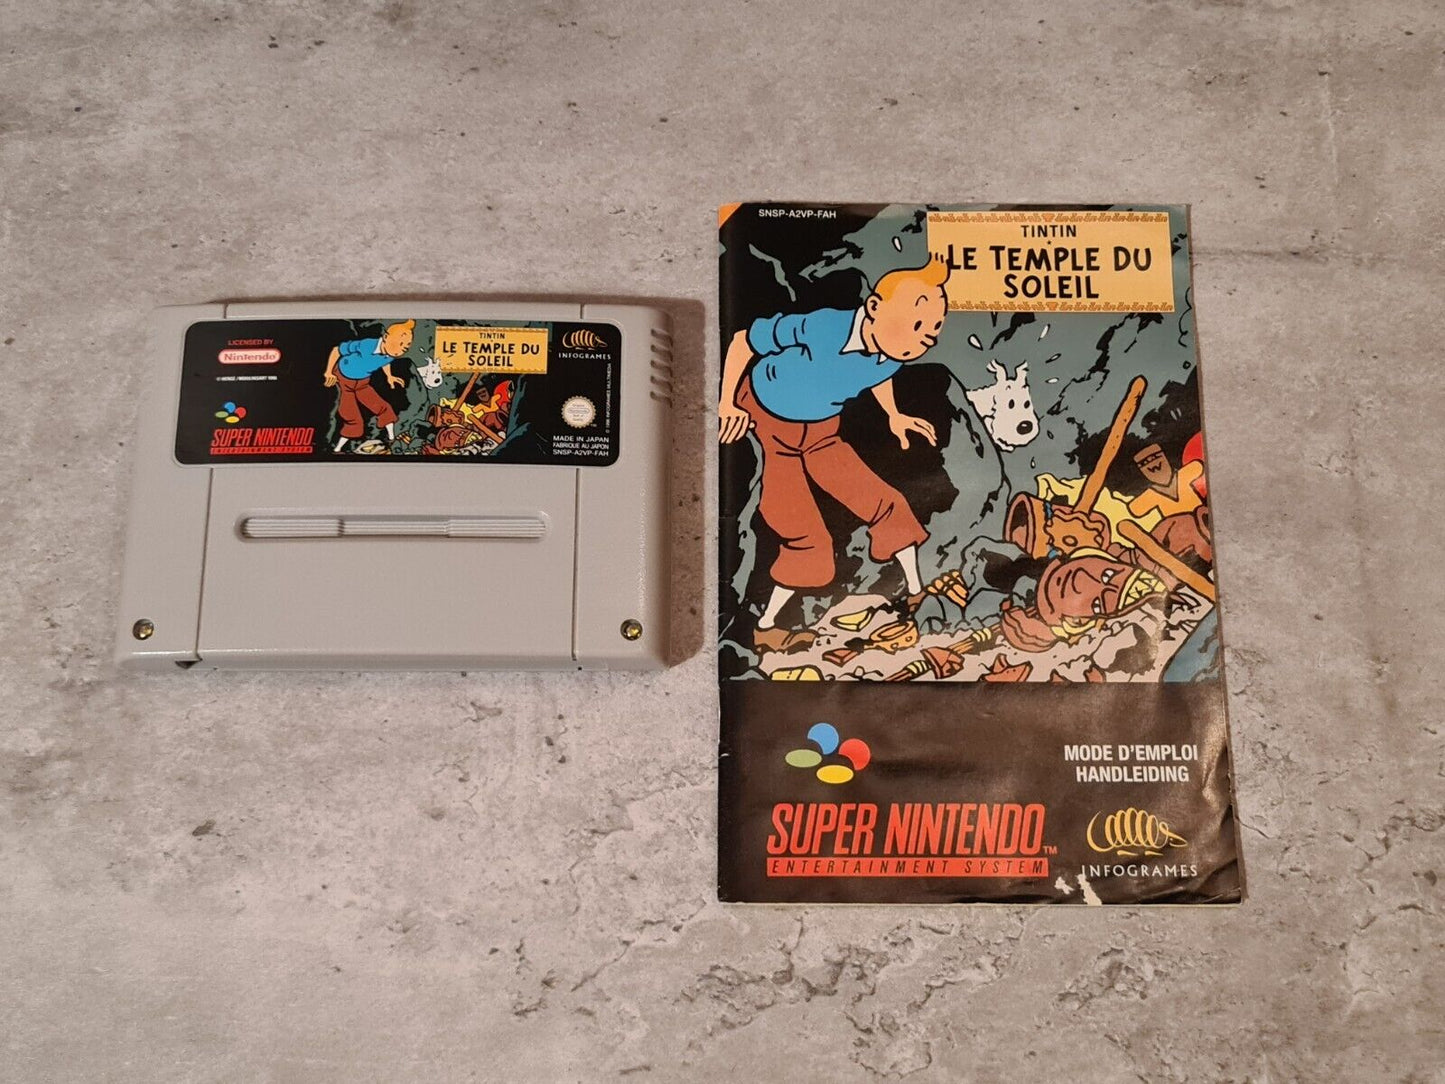 LICENSED BY
Nintendo
SUPER NINTENDO
ENTERTAINMENT SYSTEM
TINTIN
LE TEMPLE DU
SOLEIL
INFOGRAMES
MADE IN JAPAN
FABRIQUE AU JAPON
SNSP-A2VP-FAH
SNSP-A2VP-FAH
TINTIN
LE TEMPLE DU
SOLEIL
MODE D'EMPLOI
HANDLEIDING
SUPER NINTENDO™
ENTERTAINMENT SYSTEM
INFOGRAMES